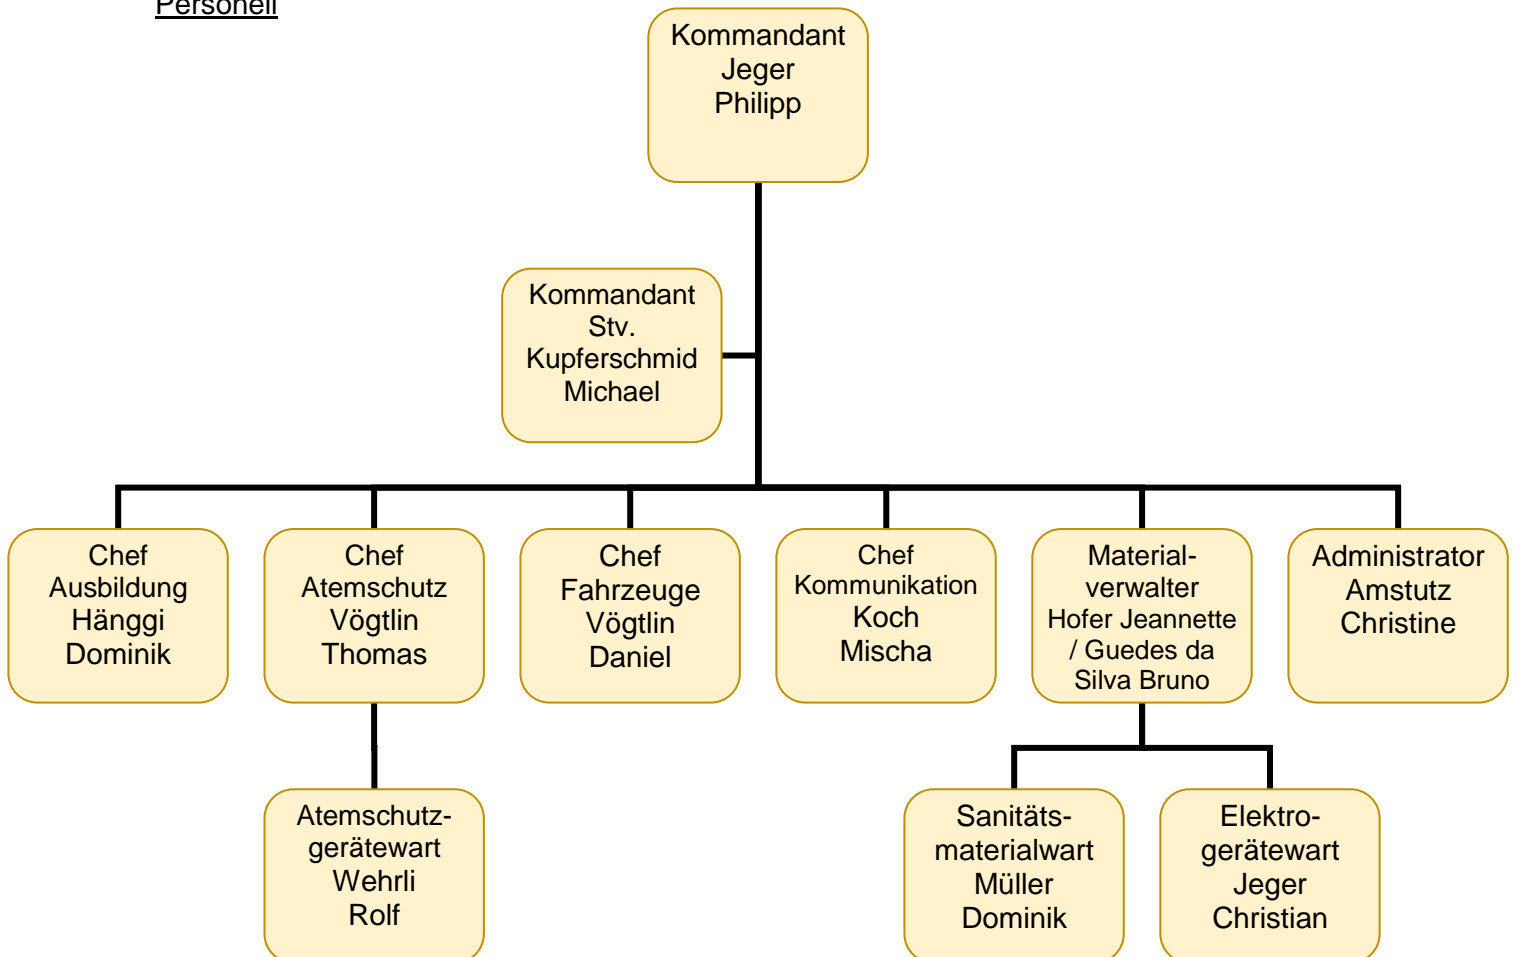 Personell
Kommandant
Jeger
Philipp
Kommandant
Stv.
Kupferschmid
Michael
Chef
Ausbildung
Hänggi
Dominik
Chef
Atemschutz
Vögtlin
Thomas
Chef
Fahrzeuge
Vögtlin
Daniel
Chef
Kommunikation
Koch
Mischa
Material-
verwalter
Hofer Jeannette
/ Guedes da
Silva Bruno
Administrator
Amstutz
Christine
Atemschutz-
gerätewart
Wehrli
Rolf
Sanitäts-
materialwart
Müller
Dominik
Elektro-
gerätewart
Jeger
Christian